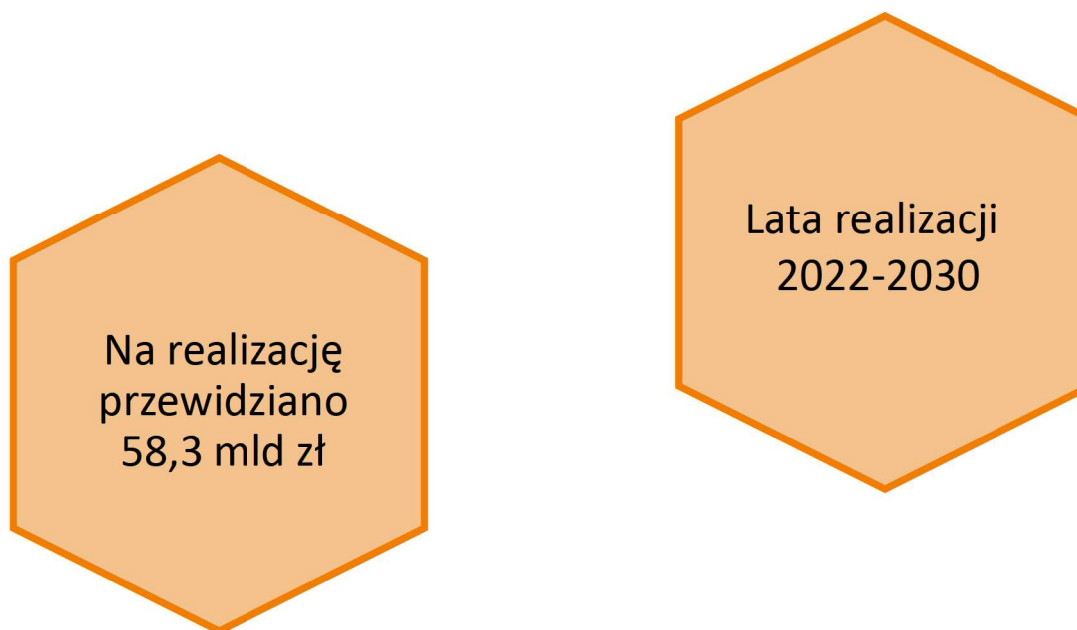 Lata realizacji
2022-2030
Na realizację
przewidziano
58,3 mld zł